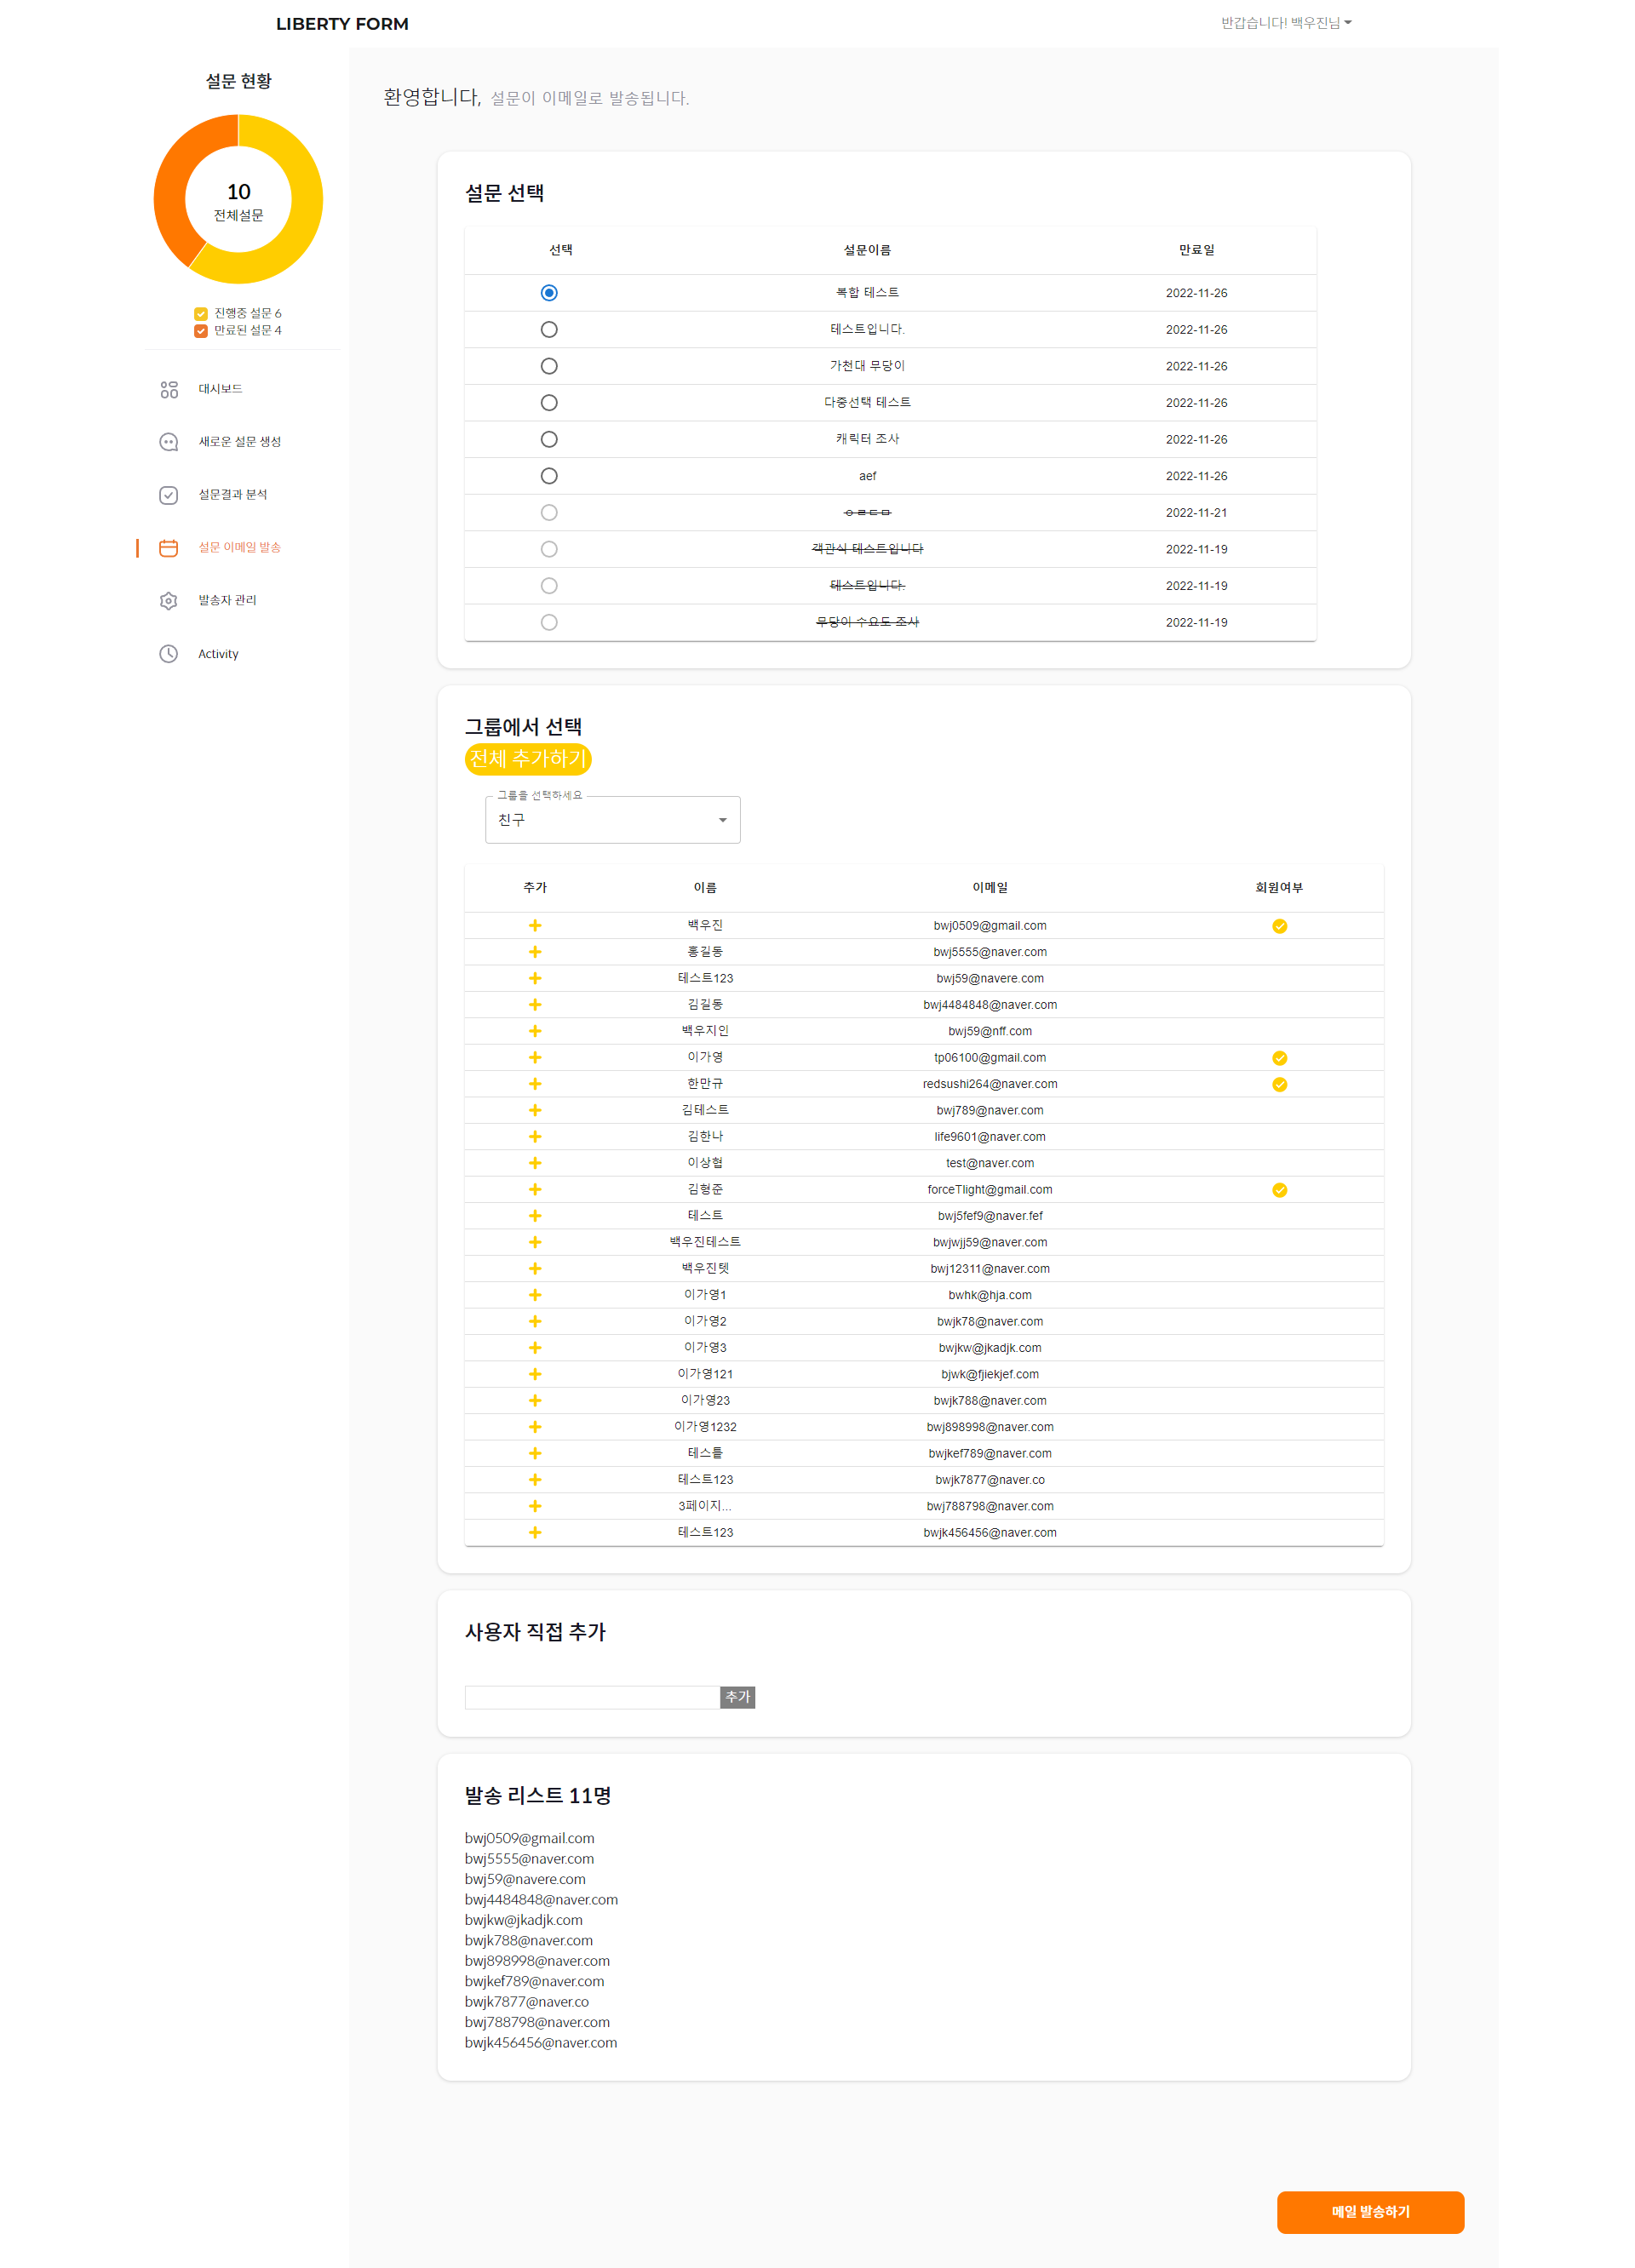 LIBERTY FORM
반갑습니다! 백우진님
설문 현황
10
전체설문
진행중 설문 6
만료된 설문 4
대시보드
새로운 설문 생성
설문결과 분석
설문 이메일 발송
발송자 관리
Activity
환영합니다, 설문이 이메일로 발송됩니다.
설문 선택
선택 설문이름 만료일
복합 테스트 2022-11-26
테스트입니다. 2022-11-26
가천대 무당이 2022-11-26
다중선택 테스트 2022-11-26
캐릭터 조사 2022-11-26
aef 2022-11-26
ㅇㄹㄷㅁ 2022-11-21
객관식 테스트입니다 2022-11-19
테스트입니다. 2022-11-19
무당이 수요도 조사 2022-11-19
그룹에서 선택
전체 추가하기
그룹을 선택하세요
친구
추가 이름 이메일 회원여부
백우진 bwj0509@gmail.com
홍길동 bwj5555@naver.com
테스트123 bwj59@navere.com
김길동 bwj4484848@naver.com
백우지인 bwj59@nff.com
이가영 tp06100@gmail.com
한만규 redsushi264@naver.com
김테스트 bwj789@naver.com
김한나 life9601@naver.com
이상협 test@naver.com
김형준 forceTlight@gmail.com
테스트 bwj5fef9@naver.fef
백우진테스트 bwjwjj59@naver.com
백우진텟 bwj12311@naver.com
이가영1 bwhk@hja.com
이가영2 bwjk78@naver.com
이가영3 bwjkw@jkadjk.com
이가영121 bjwk@fjiekjef.com
이가영23 bwjk788@naver.com
이가영1232 bwj898998@naver.com
테스틑 bwjkef789@naver.com
테스트123 bwjk7877@naver.co
3페이지... bwj788798@naver.com
테스트123 bwjk456456@naver.com
사용자 직접 추가
추가
발송 리스트 11명
bwj0509@gmail.com
bwj5555@naver.com
bwj59@navere.com
bwj4484848@naver.com
bwjkw@jkadjk.com
bwjk788@naver.com
bwj898998@naver.com
bwjkef789@naver.com
bwjk7877@naver.co
bwj788798@naver.com
bwjk456456@naver.com
메일 발송하기